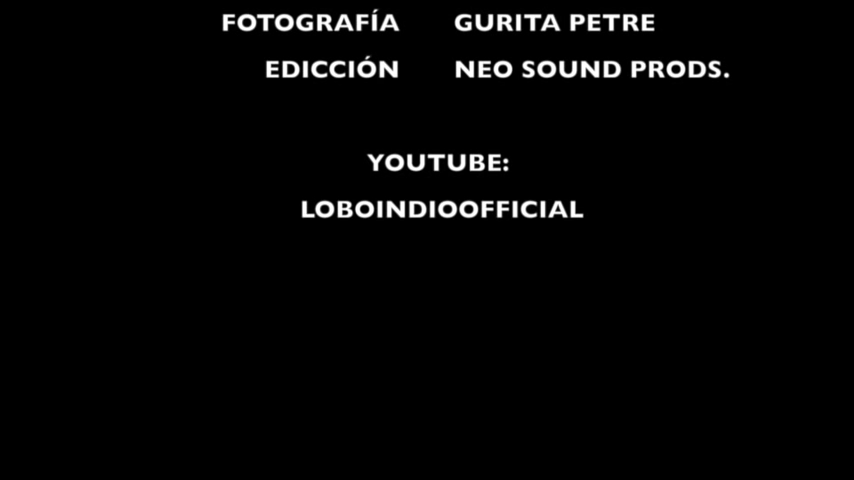 FOTOGRAFÍA GURITA PETRE
EDICCIÓN NEO SOUND PRODS.
YOUTUBE:
LOBOINDIOOFFICIAL